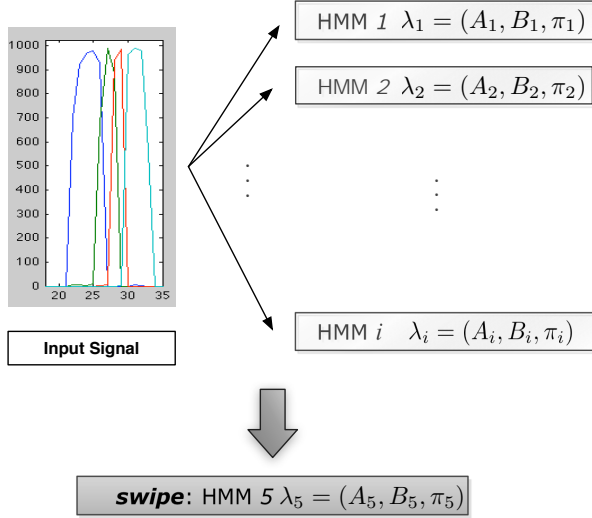 HMM 1 λ₁ = (A₁, B₁, π₁)
1000
900
800
700
600
500
400
300
200
100
0
20 25 30 35
HMM 2 λ₂ = (A₂, B₂, π₂)
Input Signal
HMM i λᵢ = (Aᵢ, Bᵢ, πᵢ)
swipe: HMM 5 λ₅ = (A₅, B₅, π₅)